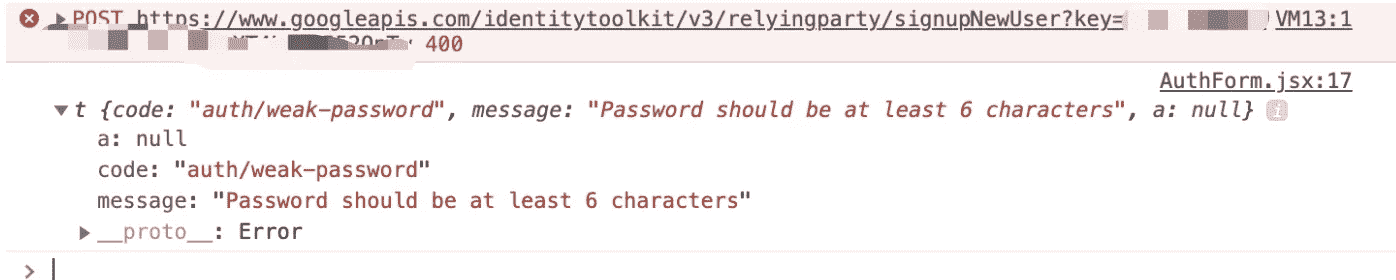 POST https://www.googleapis.com/identitytoolkit/v3/relyingparty/signupNewUser?key= VM13:1
400
AuthForm.jsx:17
t {code: "auth/weak-password", message: "Password should be at least 6 characters", a: null}
a: null
code: "auth/weak-password"
message: "Password should be at least 6 characters"
__proto__: Error
>